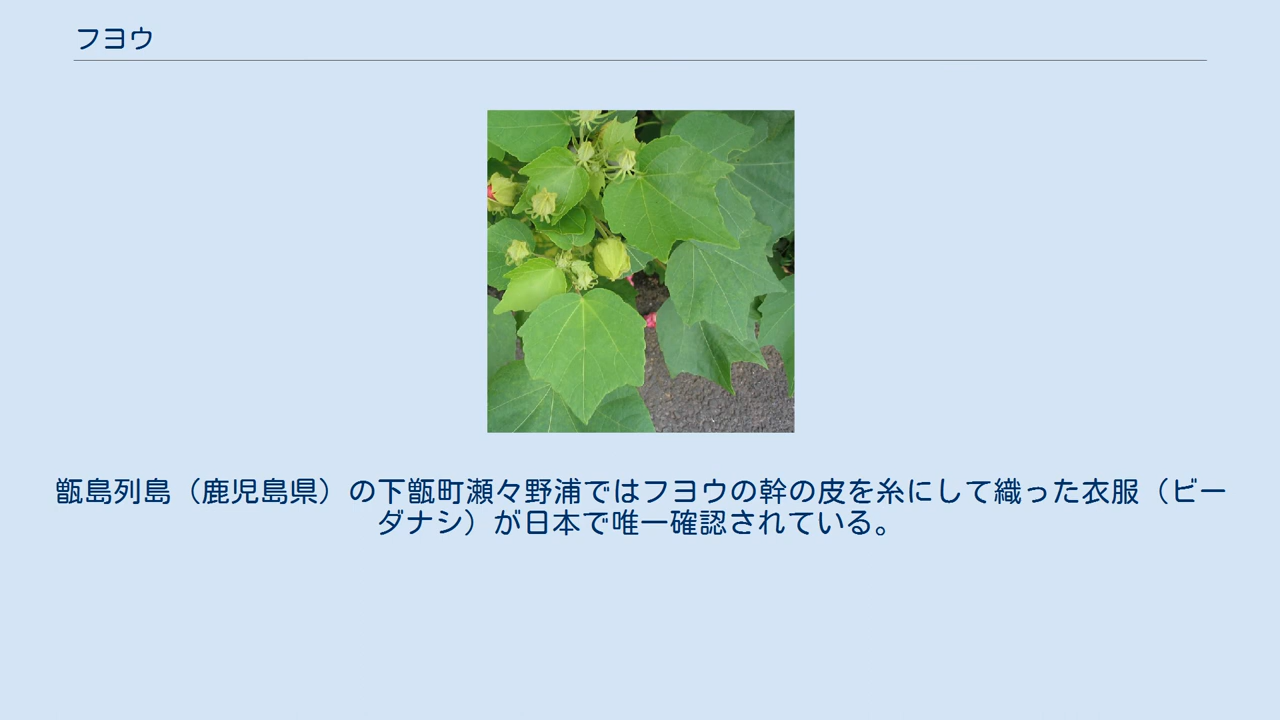 フヨウ
甑島列島（鹿児島県）の下甑町瀬々野浦ではフヨウの幹の皮を糸にして織った衣服（ビー
ダナシ）が日本で唯一確認されている。